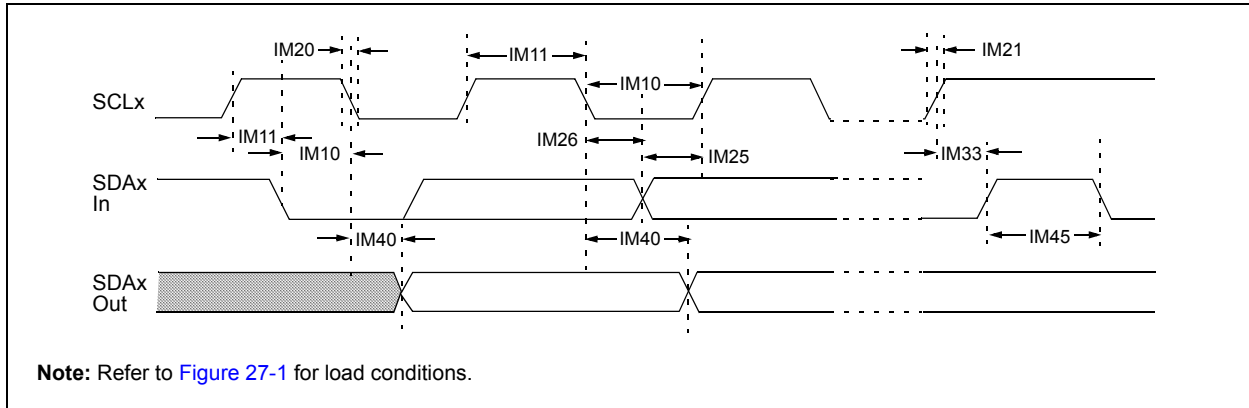 IM20
IM11
IM21
IM10
SCLx
IM11
IM26
IM10
IM25
IM33
SDAx
In
IM40
IM40
IM45
SDAx
Out
Note: Refer to Figure 27-1 for load conditions.